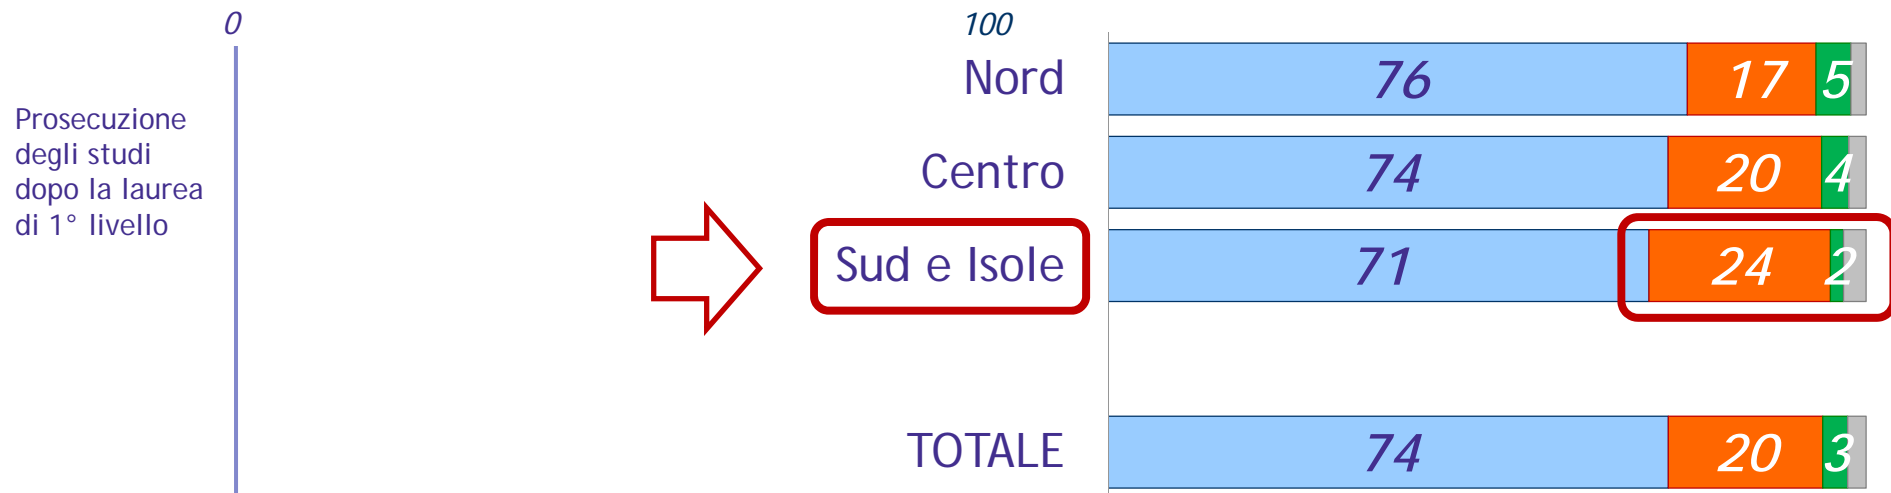 0
100
Prosecuzione
degli studi
dopo la laurea
di 1° livello
Nord 76 17 5
Centro 74 20 4
Sud e Isole 71 24 2
TOTALE 74 20 3